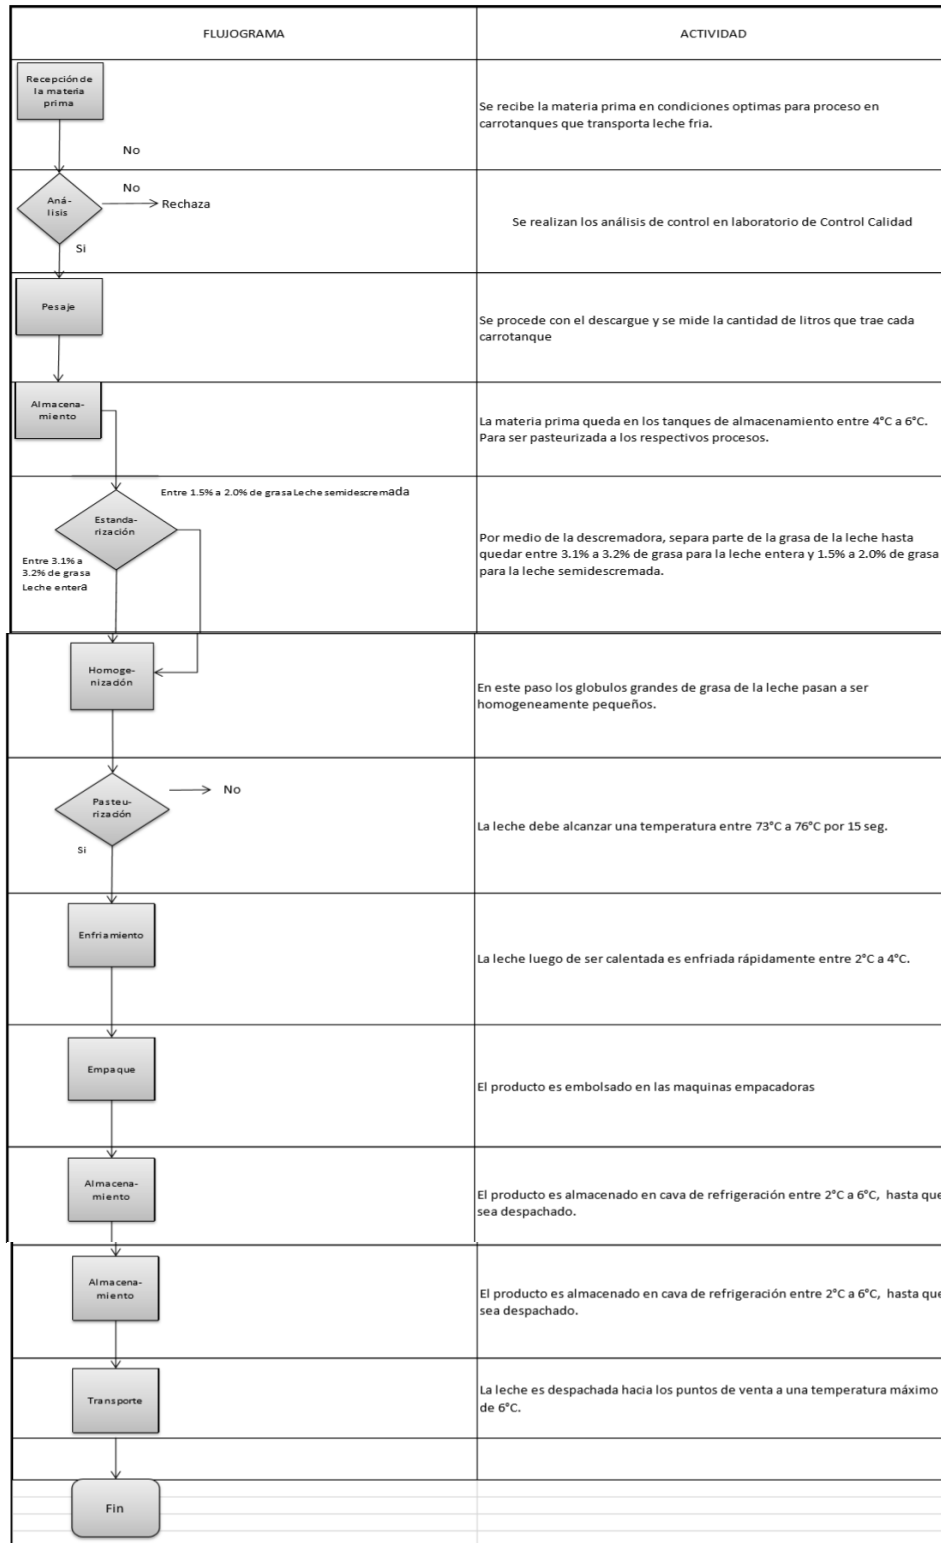 FLUJOGRAMA
ACTIVIDAD
Recepción de
la materia
prima
No
Se recibe la materia prima en condiciones optimas para proceso en
carrotanques que transporta leche fria.
Aná-
lisis
No
Rechaza
Si
Se realizan los análisis de control en laboratorio de Control Calidad
Pesaje
Se procede con el descargue y se mide la cantidad de litros que trae cada
carrotanque
Almacena-
miento
La materia prima queda en los tanques de almacenamiento entre 4°C a 6°C.
Para ser pasteurizada a los respectivos procesos.
Entre 1.5% a 2.0% de grasa Leche semidescremada
Estanda-
rización
Entre 3.1% a
3.2% de grasa
Leche entera
Por medio de la descremadora, separa parte de la grasa de la leche hasta
quedar entre 3.1% a 3.2% de grasa para la leche entera y 1.5% a 2.0% de grasa
para la leche semidescremada.
Homoge-
nización
En este paso los globulos grandes de grasa de la leche pasan a ser
homogeneamente pequeños.
Pasteu-
rización
No
Si
La leche debe alcanzar una temperatura entre 73°C a 76°C por 15 seg.
Enfriamiento
La leche luego de ser calentada es enfriada rápidamente entre 2°C a 4°C.
Empaque
El producto es embolsado en las maquinas empacadoras
Almacena-
miento
El producto es almacenado en cava de refrigeración entre 2°C a 6°C, hasta que
sea despachado.
Almacena-
miento
El producto es almacenado en cava de refrigeración entre 2°C a 6°C, hasta que
sea despachado.
Transporte
La leche es despachada hacia los puntos de venta a una temperatura máximo
de 6°C.
Fin